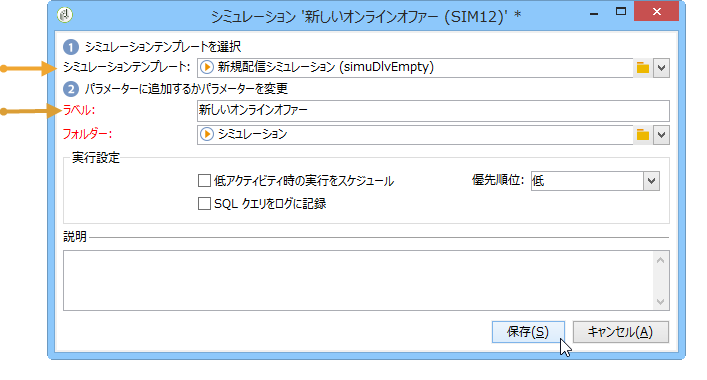 シミュレーション '新しいオンラインオファー (SIM12)' *
1 シミュレーションテンプレートを選択
シミュレーションテンプレート: 新規配信シミュレーション (simuDlvEmpty)
2 パラメーターに追加するかパラメーターを変更
ラベル: 新しいオンラインオファー
フォルダー: シミュレーション
実行設定
低アクティビティ時の実行をスケジュール 優先順位: 低
SQL クエリをログに記録
説明
保存(S) キャンセル(A)